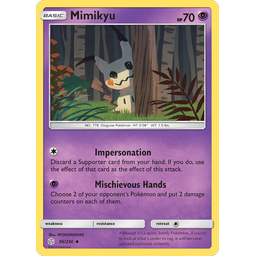 BASIC
Mimikyu
HP70
NO. 778 Disguise Pokémon HT: 0'08" WT: 1.5 lbs.
Impersonation
Discard a Supporter card from your hand. If you do, use
the effect of that card as the effect of this attack.
Mischievous Hands
Choose 2 of your opponent's Pokémon and put 2 damage
counters on each of them.
weakness
resistance
retreat
96/236